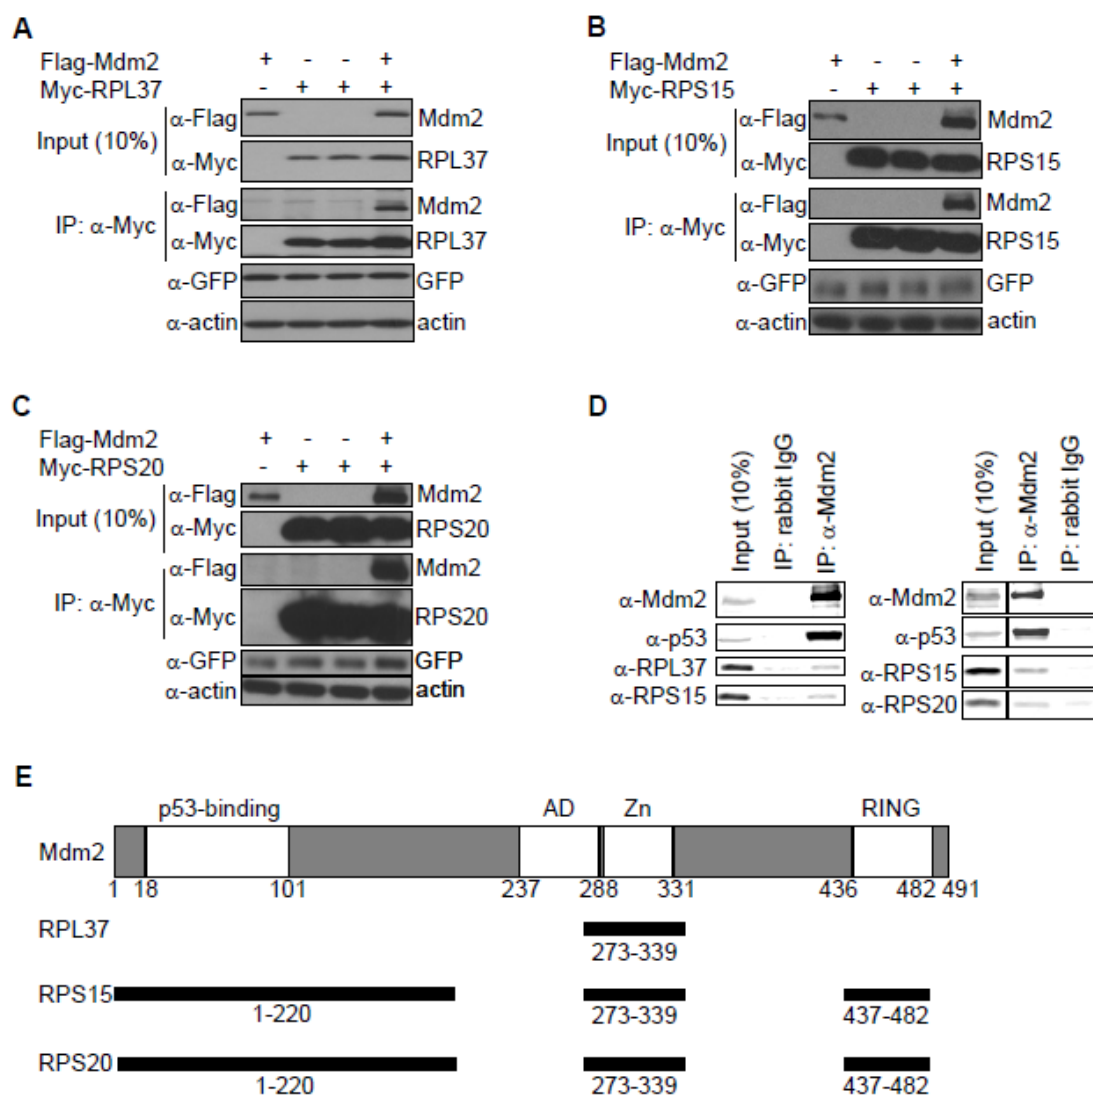 A
Flag-Mdm2 + - - +
Myc-RPL37 - + + +
Input (10%)
α-Flag Mdm2
α-Myc RPL37
IP: α-Myc
α-Flag Mdm2
α-Myc RPL37
α-GFP GFP
α-actin actin
B
Flag-Mdm2 + - - +
Myc-RPS15 - + + +
Input (10%)
α-Flag Mdm2
α-Myc RPS15
IP: α-Myc
α-Flag Mdm2
α-Myc RPS15
α-GFP GFP
α-actin actin
C
Flag-Mdm2 + - - +
Myc-RPS20 - + + +
Input (10%)
α-Flag Mdm2
α-Myc RPS20
IP: α-Myc
α-Flag Mdm2
α-Myc RPS20
α-GFP GFP
α-actin actin
D
Input (10%)
IP: rabbit IgG
IP: α-Mdm2
α-Mdm2
α-p53
α-RPL37
α-RPS15
Input (10%)
IP: α-Mdm2
IP: rabbit IgG
α-Mdm2
α-p53
α-RPS15
α-RPS20
E
p53-binding AD Zn RING
Mdm2
1 18 101 237 288 331 436 482 491
RPL37
273-339
RPS15
1-220 273-339 437-482
RPS20
1-220 273-339 437-482